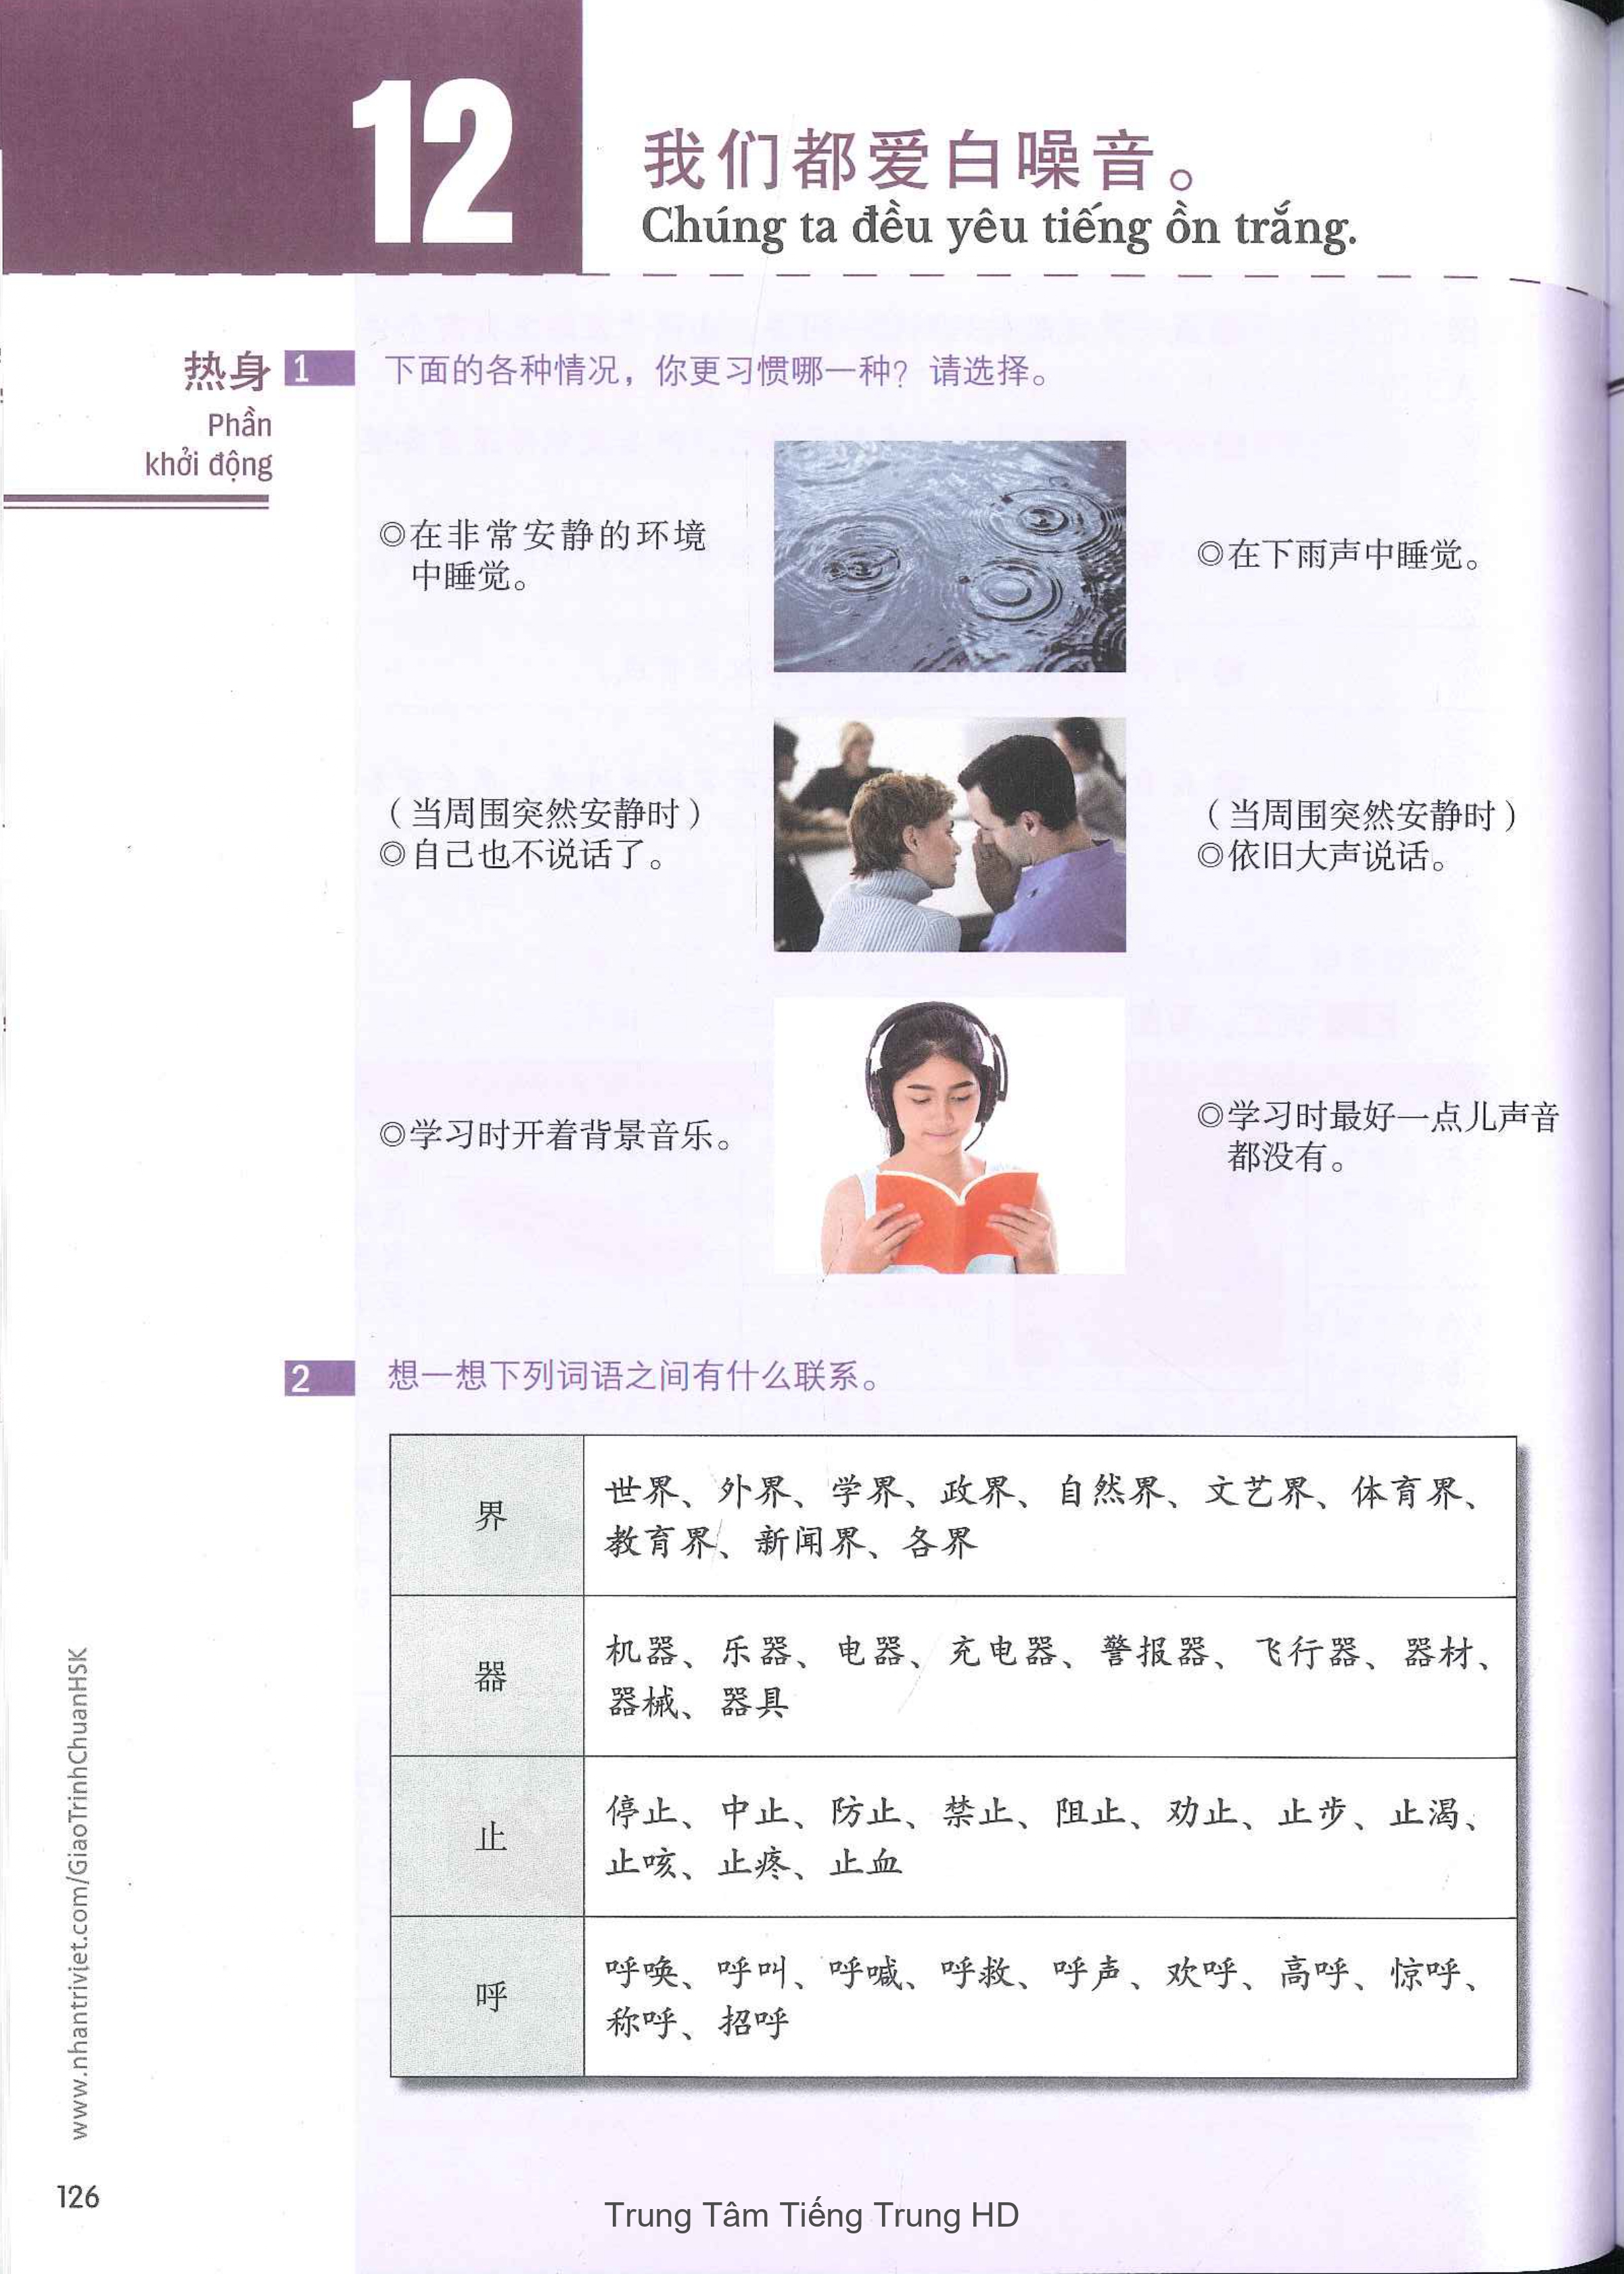 12
我们都爱白噪音。
Chúng ta đều yêu tiếng ồn trắng.
热身
Phần
khởi động
1
下面的各种情况，你更习惯哪一种？请选择。
◎在非常安静的环境
中睡觉。
◎在下雨声中睡觉。
（当周围突然安静时）
◎自己也不说话了。
（当周围突然安静时）
◎依旧大声说话。
◎学习时开着背景音乐。
◎学习时最好一点儿声音
都没有。
2
想一想下列词语之间有什么联系。
界
世界、外界、学界、政界、自然界、文艺界、体育界、
教育界、新闻界、各界
器
机器、乐器、电器、充电器、警报器、飞行器、器材、
器械、器具
止
停止、中止、防止、禁止、阻止、劝止、止步、止渴、
止咳、止疼、止血
呼
呼唤、呼叫、呼喊、呼救、呼声、欢呼、高呼、惊呼、
称呼、招呼
www.nhantriviet.com/GiaoTrinhChuanHSK
126
Trung Tâm Tiếng Trung HD